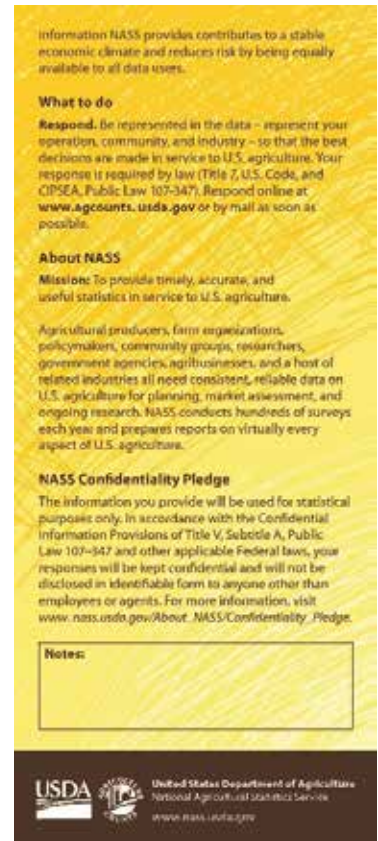 information NASS provides contributes to a stable
economic climate and reduces risk by being equally
available to all data users.
What to do
Respond. Be represented in the data – represent your
operation, community, and industry – so that the best
decisions are made in service to U.S. agriculture. Your
response is required by law (Title 7, U.S. Code, and
CIPSEA, Public Law 107-347). Respond online at
www.agcounts.usda.gov or by mail as soon as
possible.
About NASS
Mission: To provide timely, accurate, and
useful statistics in service to U.S. agriculture.
Agricultural producers, farm organizations,
policymakers, community groups, researchers,
government agencies, agribusinesses, and a host of
related industries all need consistent, reliable data on
U.S. agriculture for planning, market assessment, and
ongoing research. NASS conducts hundreds of surveys
each year and prepares reports on virtually every
aspect of U.S. agriculture.
NASS Confidentiality Pledge
The information you provide will be used for statistical
purposes only. In accordance with the Confidential
Information Provisions of Title V, Subtitle A, Public
Law 107–347 and other applicable Federal laws, your
responses will be kept confidential and will not be
disclosed in identifiable form to anyone other than
employees or agents. For more information, visit
www.nass.usda.gov/About_NASS/Confidentiality_Pledge.
Notes:
USDA
United States Department of Agriculture
National Agricultural Statistics Service
www.nass.usda.gov